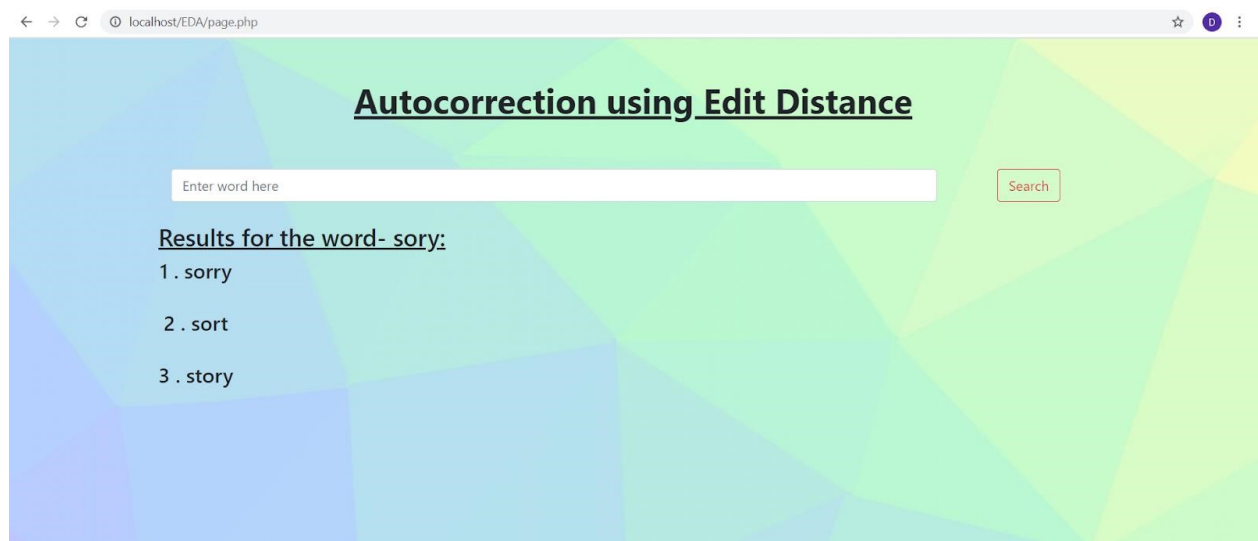 localhost/EDA/page.php
D
Autocorrection using Edit Distance
Enter word here
Search
Results for the word- sory:
1 . sorry
2 . sort
3 . story